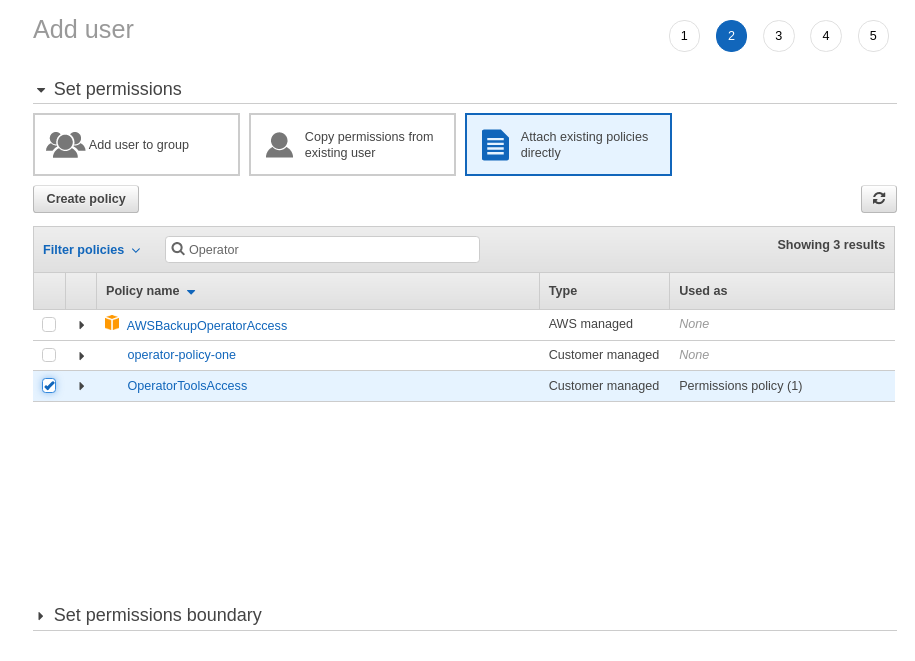 Add user
1 2 3 4 5
Set permissions
Add user to group
Copy permissions from
existing user
Attach existing policies
directly
Create policy
Filter policies Operator Showing 3 results
Policy name Type Used as
AWSBackupOperatorAccess AWS managed None
operator-policy-one Customer managed None
OperatorToolsAccess Customer managed Permissions policy (1)
Set permissions boundary